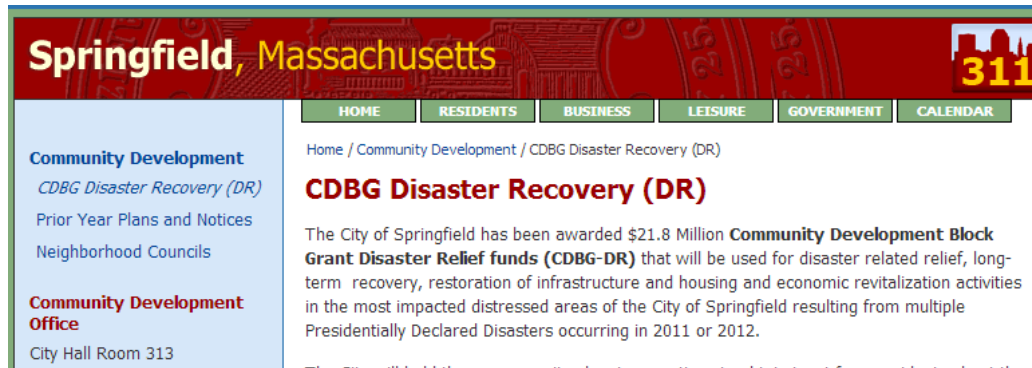 Springfield, Massachusetts
311
HOME RESIDENTS BUSINESS LEISURE GOVERNMENT CALENDAR
Community Development
CDBG Disaster Recovery (DR)
Prior Year Plans and Notices
Neighborhood Councils
Community Development
Office
City Hall Room 313
Home / Community Development / CDBG Disaster Recovery (DR)
CDBG Disaster Recovery (DR)
The City of Springfield has been awarded $21.8 Million Community Development Block
Grant Disaster Relief funds (CDBG-DR) that will be used for disaster related relief, long-
term recovery, restoration of infrastructure and housing and economic revitalization activities
in the most impacted distressed areas of the City of Springfield resulting from multiple
Presidentially Declared Disasters occurring in 2011 or 2012.